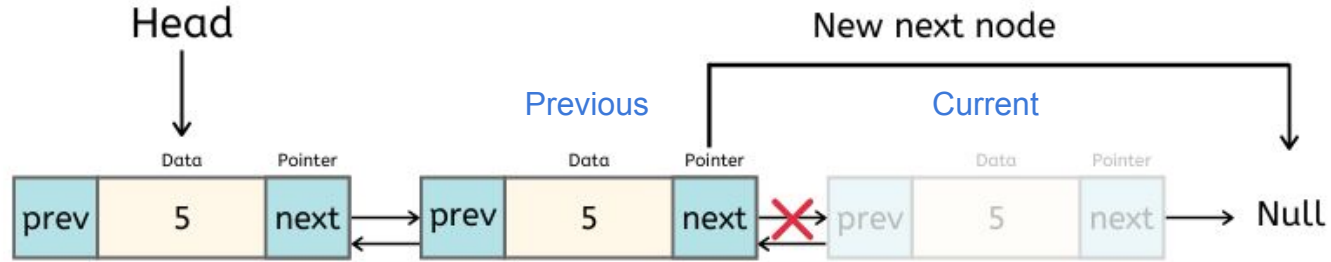 Head
New next node
Previous
Current
Data Pointer Data Pointer Data Pointer
prev 5 next prev 5 next prev 5 next Null